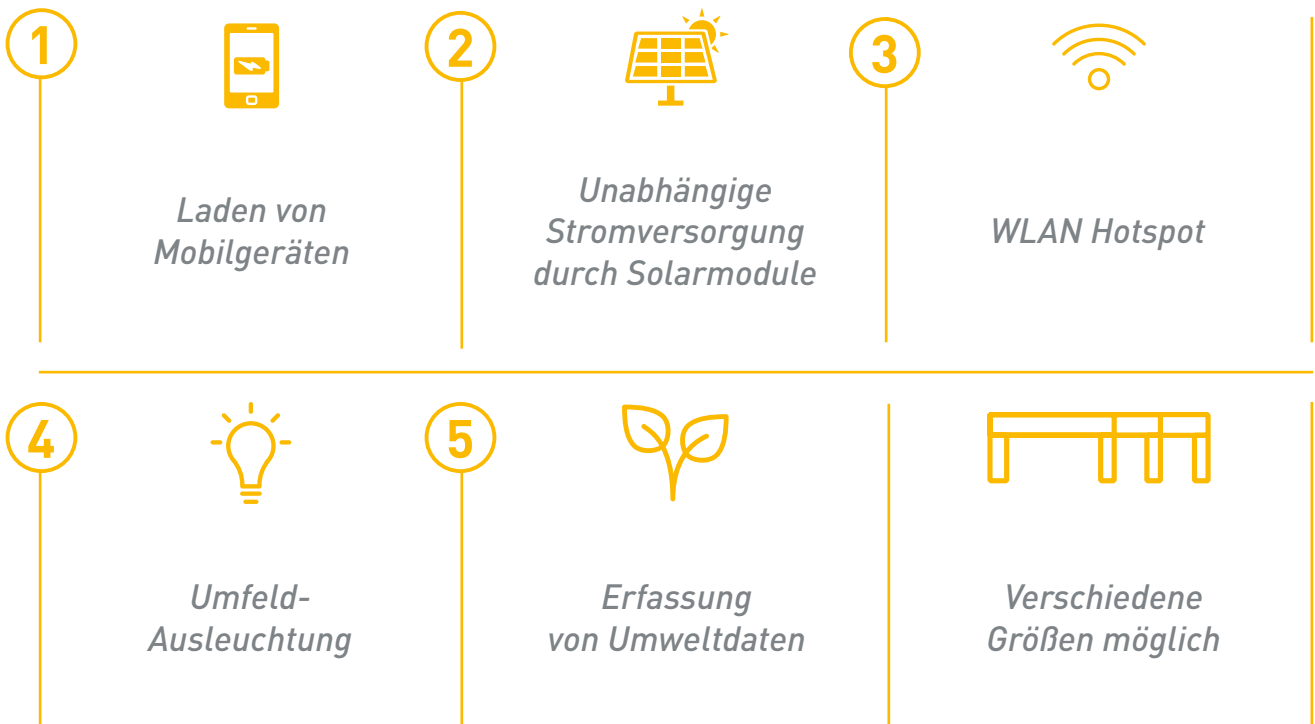 1
Laden von
Mobilgeräten
2
Unabhängige
Stromversorgung
durch Solarmodule
3
WLAN Hotspot
4
Umfeld-
Ausleuchtung
5
Erfassung
von Umweltdaten
Verschiedene
Größen möglich